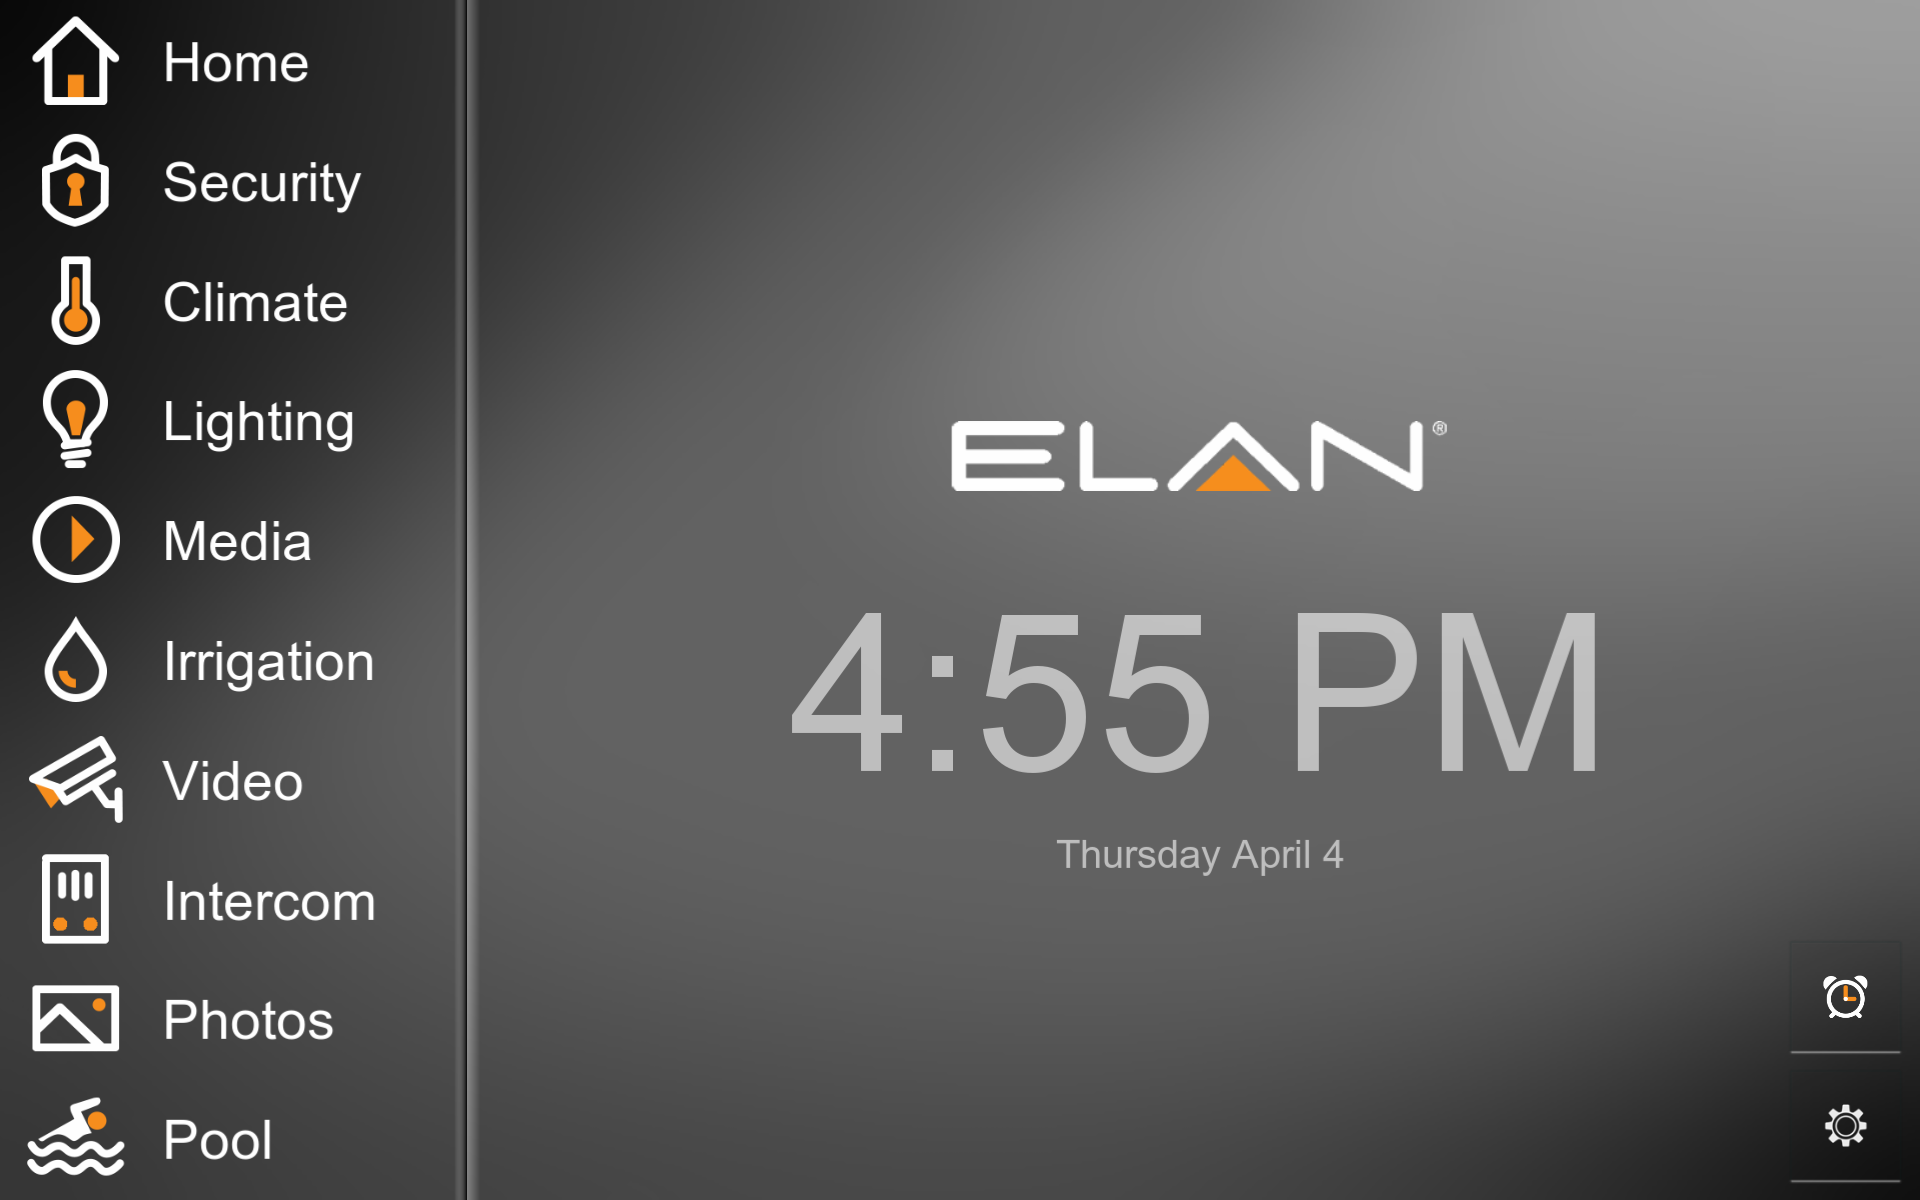 Home
Security
Climate
Lighting
Media
Irrigation
Video
Intercom
Photos
Pool
ELAN®
4:55 PM
Thursday April 4